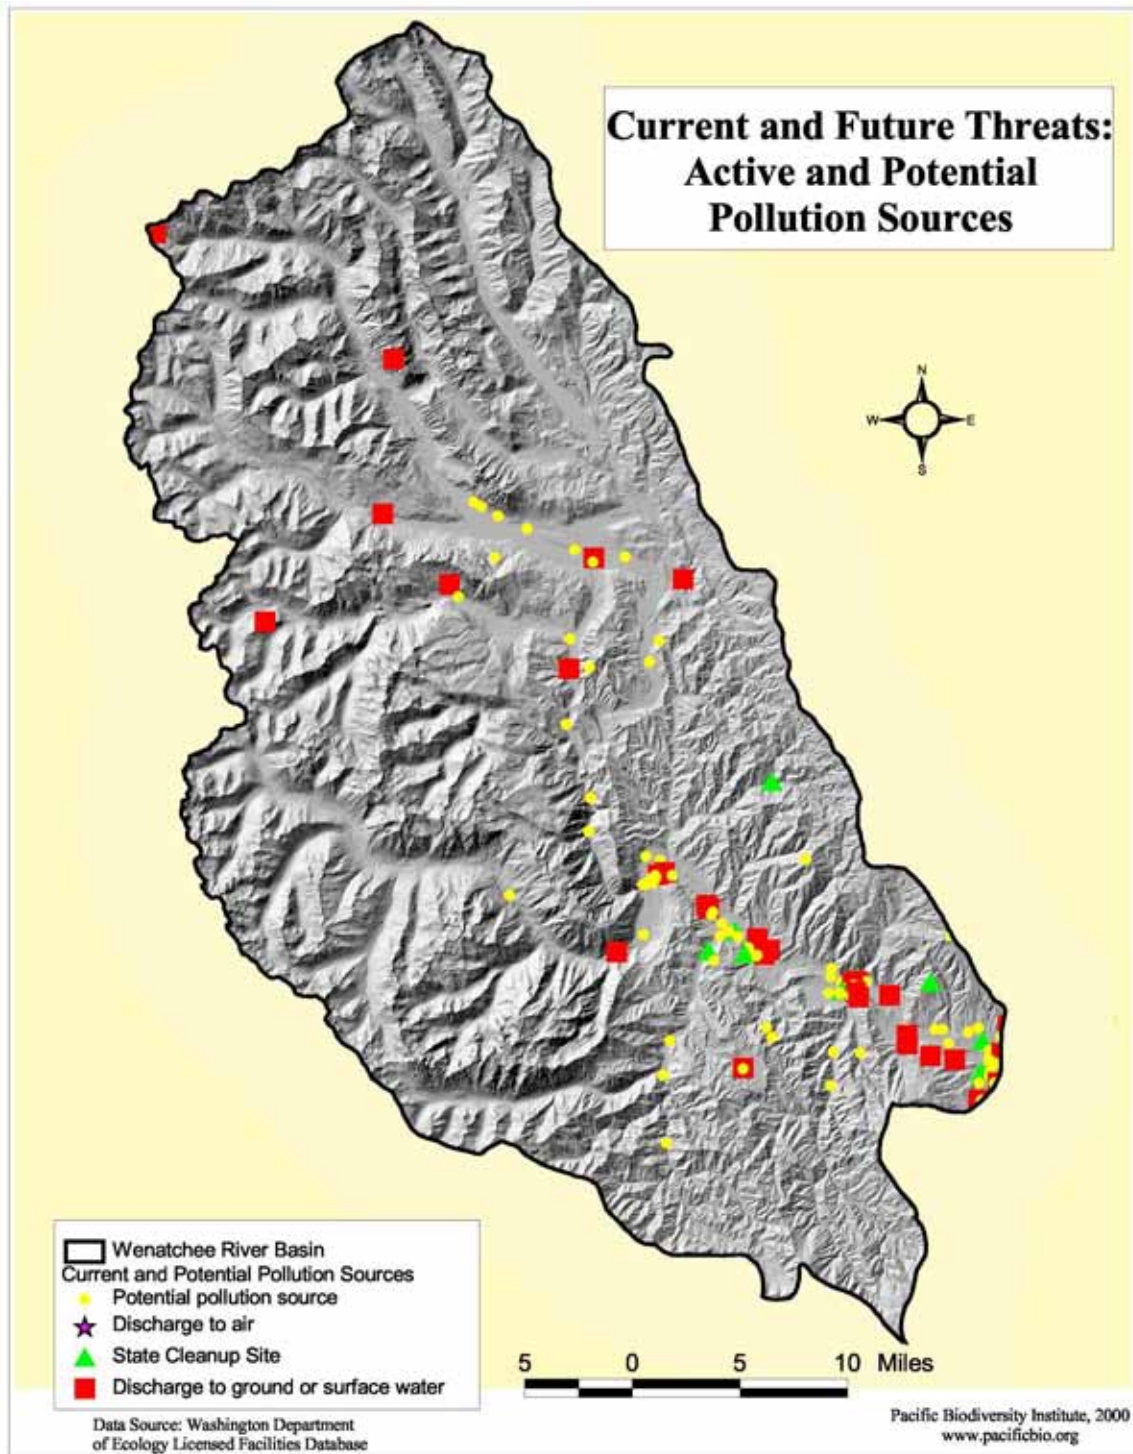 Current and Future Threats:
Active and Potential
Pollution Sources
N
W
E
S
Wenatchee River Basin
Current and Potential Pollution Sources
Potential pollution source
Discharge to air
State Cleanup Site
Discharge to ground or surface water
5 0 5 10 Miles
Data Source: Washington Department
of Ecology Licensed Facilities Database
Pacific Biodiversity Institute, 2000
www.pacificbio.org